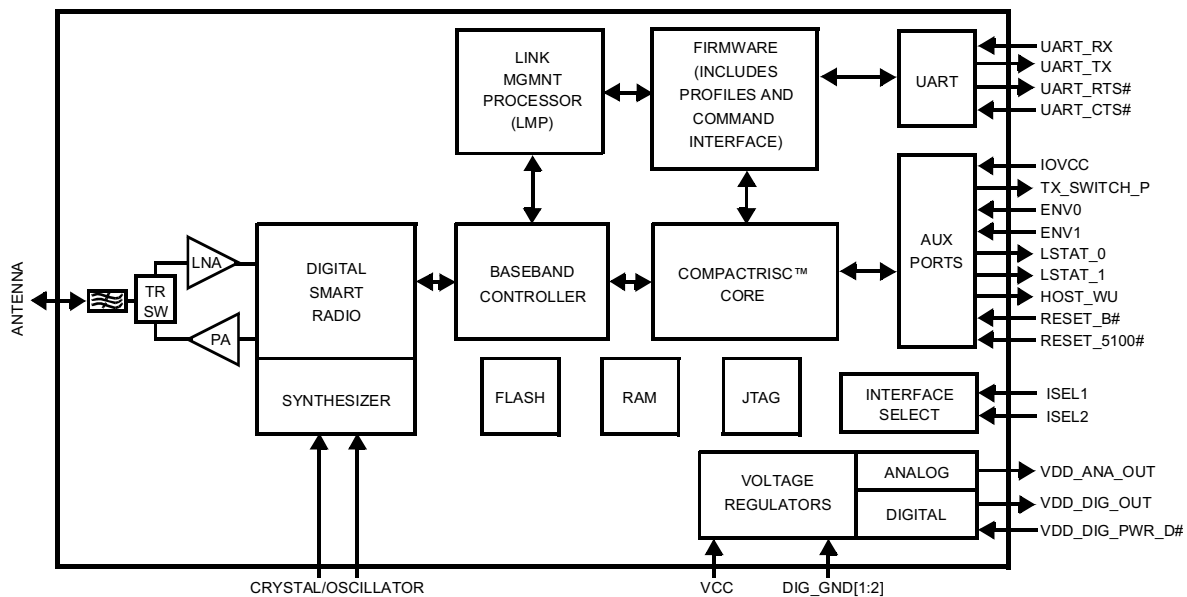 LINK
MGMNT
PROCESSOR
(LMP)
FIRMWARE
(INCLUDES
PROFILES AND
COMMAND
INTERFACE)
UART
UART_RX
UART_TX
UART_RTS#
UART_CTS#
AUX
PORTS
IOVCC
TX_SWITCH_P
ENV0
ENV1
LSTAT_0
LSTAT_1
HOST_WU
RESET_B#
RESET_5100#
ANTENNA
TR
SW
LNA
PA
DIGITAL
SMART
RADIO
BASEBAND
CONTROLLER
COMPACTRISC™
CORE
SYNTHESIZER
FLASH
RAM
JTAG
INTERFACE
SELECT
ISEL1
ISEL2
VOLTAGE
REGULATORS
ANALOG
DIGITAL
VDD_ANA_OUT
VDD_DIG_OUT
VDD_DIG_PWR_D#
CRYSTAL/OSCILLATOR
VCC
DIG_GND[1:2]